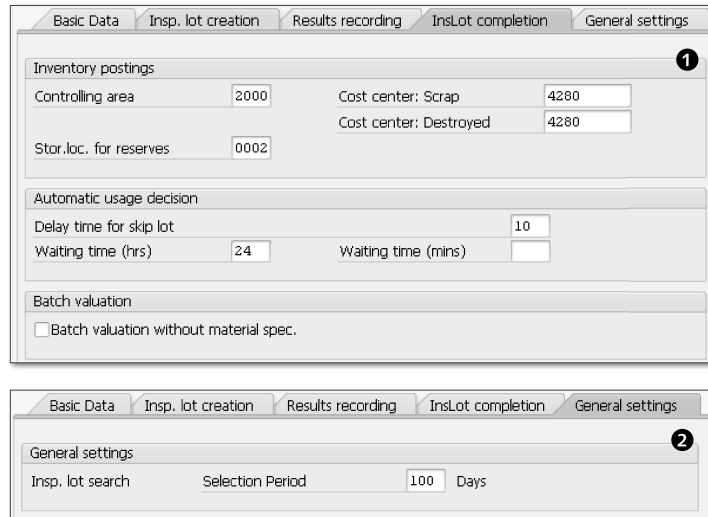 Basic Data Insp. lot creation Results recording InsLot completion General settings
❶
Inventory postings
Controlling area 2000 Cost center: Scrap 4280
Cost center: Destroyed 4280
Stor.loc. for reserves 0002
Automatic usage decision
Delay time for skip lot 10
Waiting time (hrs) 24 Waiting time (mins)
Batch valuation
Batch valuation without material spec.
Basic Data Insp. lot creation Results recording InsLot completion General settings
❷
General settings
Insp. lot search Selection Period 100 Days